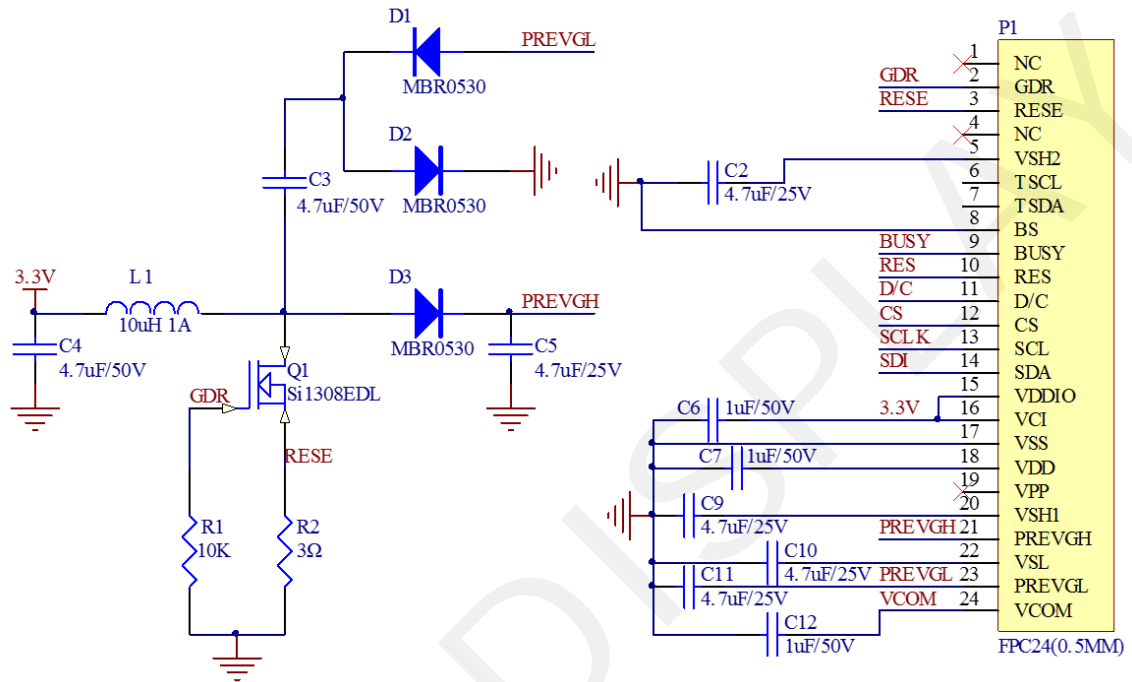 D1
PREVGL
MBR0530
D2
MBR0530
C3
4.7uF/50V
3.3V
L1
10uH 1A
C4
4.7uF/50V
D3
PREVGH
MBR0530
C5
4.7uF/25V
Q1
Si1308EDL
GDR
RESE
R1
10K
R2
3Ω
P1
1 NC
GDR 2 GDR
RESE 3 RESE
4 NC
5 VSH2
C2
4.7uF/25V
6 TSCL
7 TSDA
8 BS
BUSY 9 BUSY
RES 10 RES
D/C 11 D/C
CS 12 CS
SCLK 13 SCL
SDI 14 SDA
15 VDDIO
C6 1uF/50V 3.3V 16 VCI
17 VSS
C7 1uF/50V 18 VDD
19 VPP
C9 20 VSH1
4.7uF/25V
PREVGH 21 PREVGH
C10 22 VSL
4.7uF/25V
C11 PREVGL 23 PREVGL
4.7uF/25V
VCOM 24 VCOM
C12
1uF/50V
FPC24(0.5MM)
DISPLAY